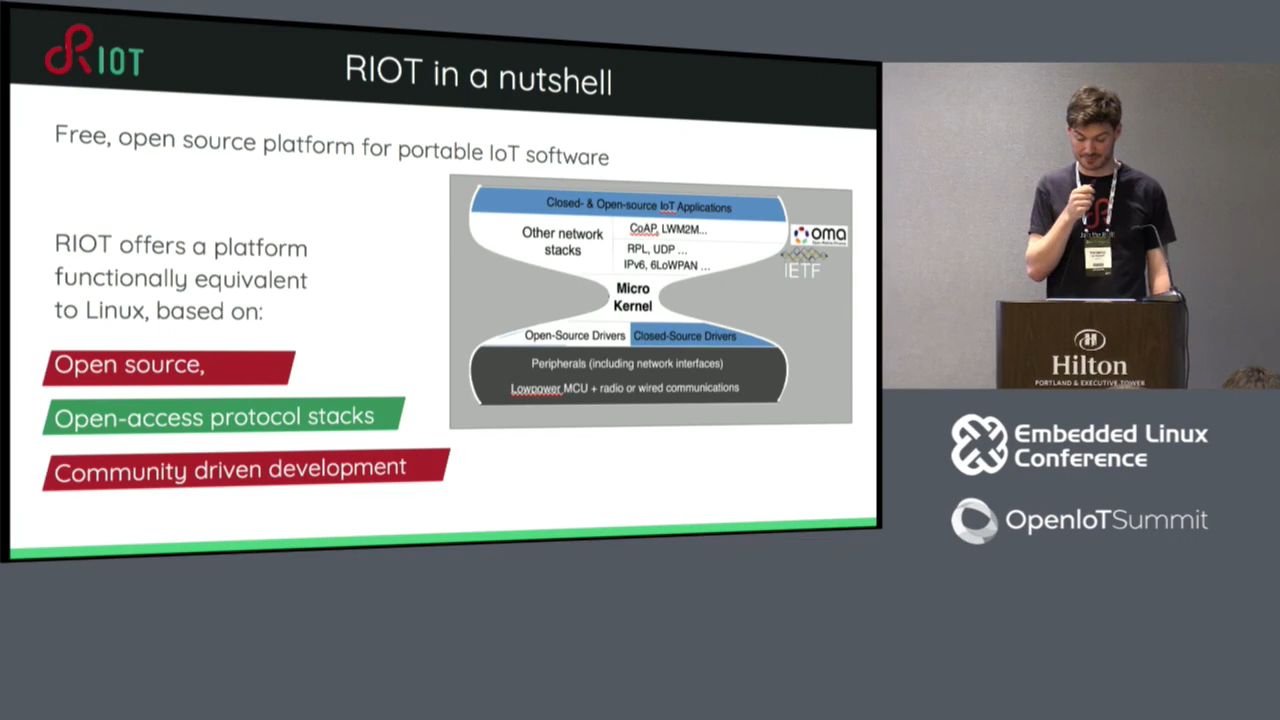 RIOT
RIOT in a nutshell
Free, open source platform for portable IoT software
RIOT offers a platform
functionally equivalent
to Linux, based on:
Open source,
Open-access protocol stacks
Community driven development
Closed- & Open-source IoT Applications
Other network
stacks
CoAP, LWM2M...
RPL, UDP ...
IPv6, 6LoWPAN ...
oma
IETF
Micro
Kernel
Open-Source Drivers
Closed-Source Drivers
Peripherals (including network interfaces)
Lowpower MCU + radio or wired communications
Hilton
PORTLAND & EXECUTIVE TOWER
Embedded Linux
Conference
OpenIoTSummit